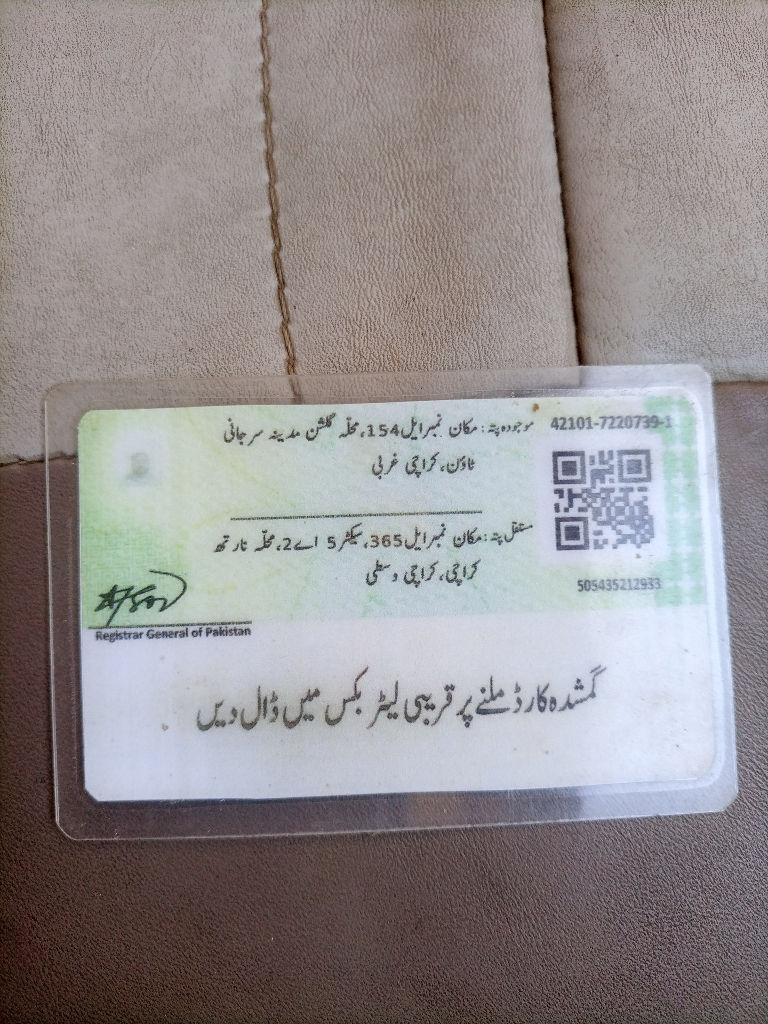 42101-7220739-1
موجودہ پتہ: مکان نمبر ایل 154، محلہ گلشن مدینہ سرجانی
ٹاؤن، کراچی غربی
مستقل پتہ: مکان نمبر ایل 365، سیکٹر 5 اے 2، محلہ نارتھ
کراچی، کراچی وسطی
505435212933
Registrar General of Pakistan
گمشدہ کارڈ ملنے پر قریبی لیٹر بکس میں ڈال دیں